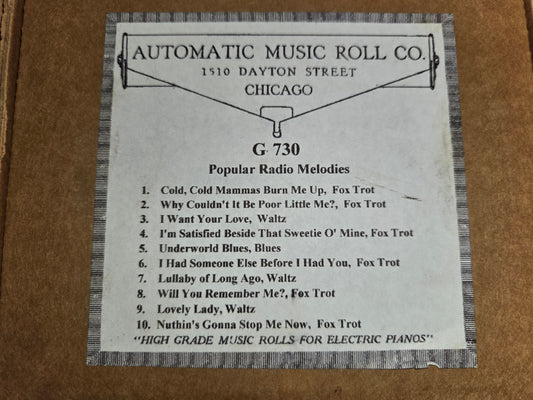 AUTOMATIC MUSIC ROLL CO.
1510 DAYTON STREET
CHICAGO
G 730
Popular Radio Melodies
1. Cold, Cold Mammas Burn Me Up, Fox Trot
2. Why Couldn't It Be Poor Little Me?, Fox Trot
3. I Want Your Love, Waltz
4. I'm Satisfied Beside That Sweetie O' Mine, Fox Trot
5. Underworld Blues, Blues
6. I Had Someone Else Before I Had You, Fox Trot
7. Lullaby of Long Ago, Waltz
8. Will You Remember Me?, Fox Trot
9. Lovely Lady, Waltz
10. Nuthin's Gonna Stop Me Now, Fox Trot
"HIGH GRADE MUSIC ROLLS FOR ELECTRIC PIANOS"